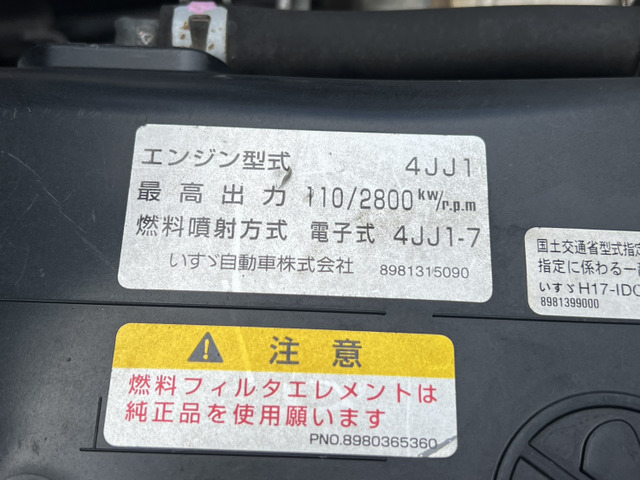 エンジン型式 4JJ1
最高出力 110/2800 kw/r.p.m
燃料噴射方式 電子式 4JJ1-7
いすゞ自動車株式会社 8981315090
国土交通省型式指定
指定に係わる一
いすゞH17-IDC
8981399000
注意
燃料フィルタエレメントは
純正品を使用願います
PNO.8980365360